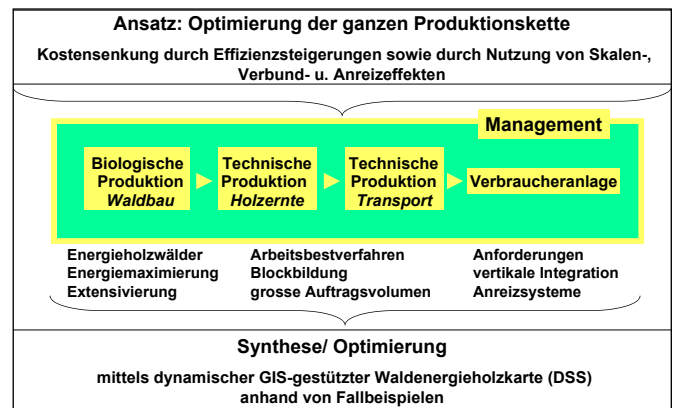 Ansatz: Optimierung der ganzen Produktionskette
Kostensenkung durch Effizienzsteigerungen sowie durch Nutzung von Skalen-,
Verbund- u. Anreizeffekten
Management
Biologische
Produktion
Waldbau
Technische
Produktion
Holzernte
Technische
Produktion
Transport
Verbraucheranlage
Energieholzwälder
Energiemaximierung
Extensivierung
Arbeitsbestverfahren
Blockbildung
grosse Auftragsvolumen
Anforderungen
vertikale Integration
Anreizsysteme
Synthese/ Optimierung
mittels dynamischer GIS-gestützter Waldenergieholzkarte (DSS)
anhand von Fallbeispielen